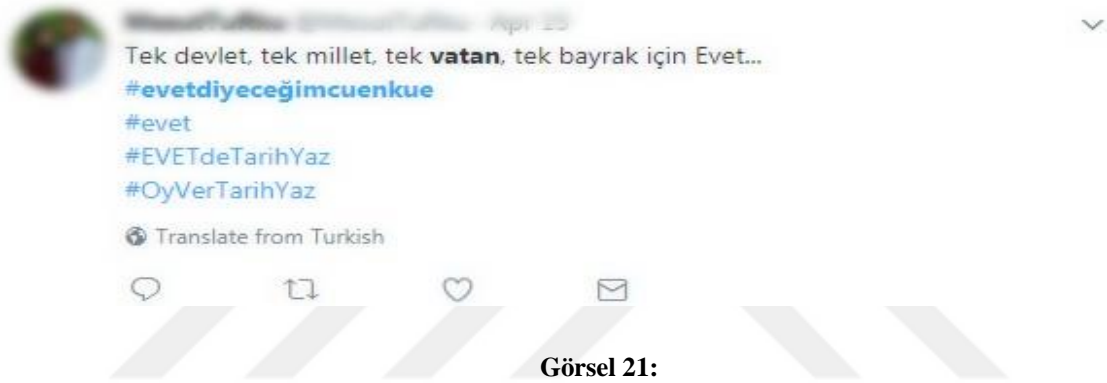 Tek devlet, tek millet, tek vatan, tek bayrak için Evet...
#evetdiyeceğimcuenkue
#evet
#EVETdeTarihYaz
#OyVerTarihYaz
Translate from Turkish
Görsel 21: